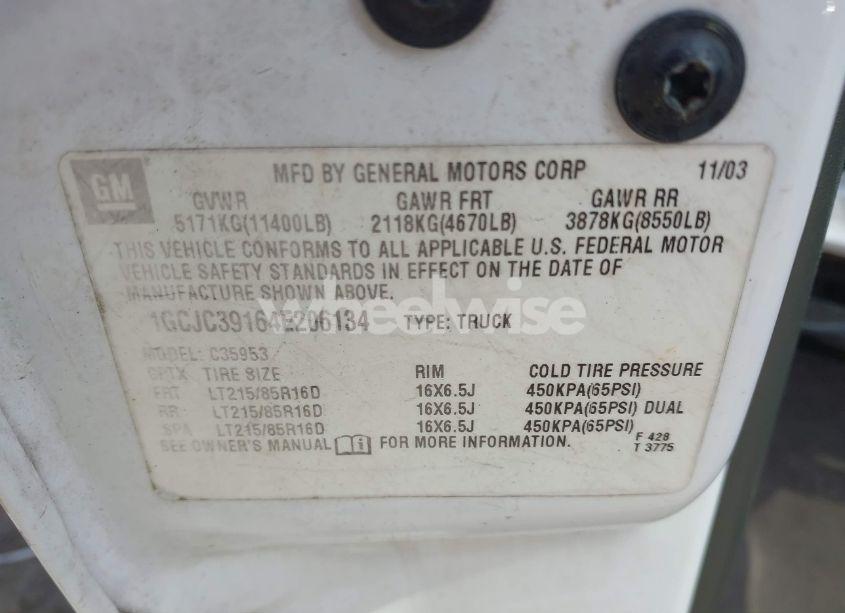 GM
MFD BY GENERAL MOTORS CORP 11/03
GVWR GAWR FRT GAWR RR
5171KG(11400LB) 2118KG(4670LB) 3878KG(8550LB)
THIS VEHICLE CONFORMS TO ALL APPLICABLE U.S. FEDERAL MOTOR
VEHICLE SAFETY STANDARDS IN EFFECT ON THE DATE OF
MANUFACTURE SHOWN ABOVE.
wheelwise
1GCJC39164E206134 TYPE: TRUCK
MODEL: C35953
OPTX TIRE SIZE RIM COLD TIRE PRESSURE
FRT LT215/85R16D 16X6.5J 450KPA(65PSI)
RR LT215/85R16D 16X6.5J 450KPA(65PSI) DUAL
SPA LT215/85R16D 16X6.5J 450KPA(65PSI)
SEE OWNER'S MANUAL FOR MORE INFORMATION.
F 428
T 3775